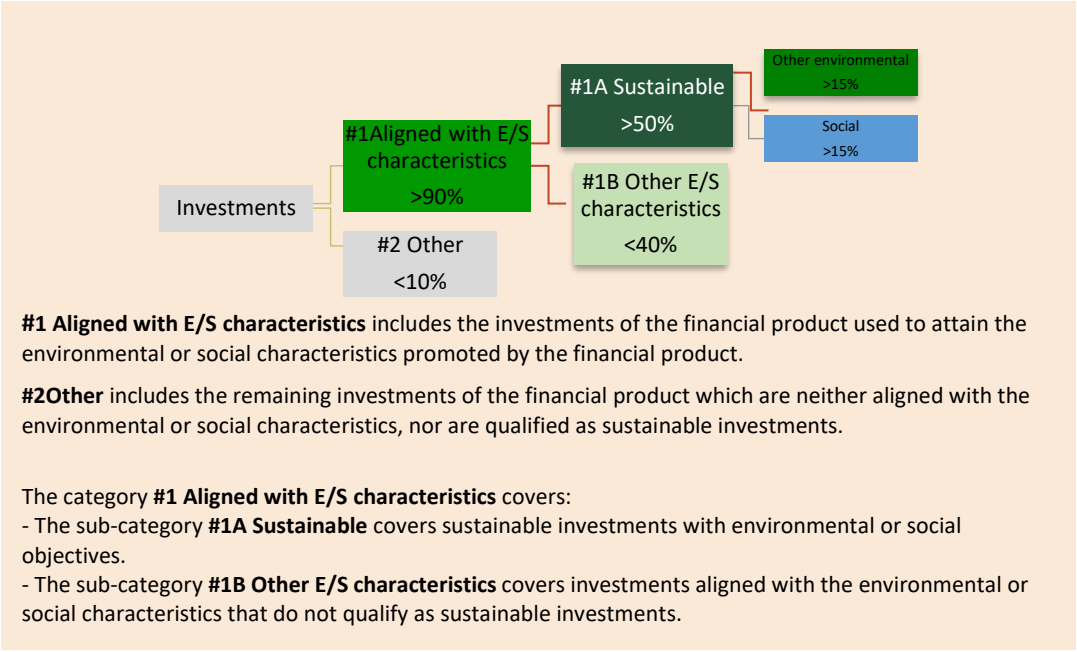 Investments
#1Aligned with E/S
characteristics
>90%
#2 Other
<10%
#1A Sustainable
>50%
#1B Other E/S
characteristics
<40%
Other environmental
>15%
Social
>15%
#1 Aligned with E/S characteristics includes the investments of the financial product used to attain the
environmental or social characteristics promoted by the financial product.
#2Other includes the remaining investments of the financial product which are neither aligned with the
environmental or social characteristics, nor are qualified as sustainable investments.
The category #1 Aligned with E/S characteristics covers:
- The sub-category #1A Sustainable covers sustainable investments with environmental or social
objectives.
- The sub-category #1B Other E/S characteristics covers investments aligned with the environmental or
social characteristics that do not qualify as sustainable investments.